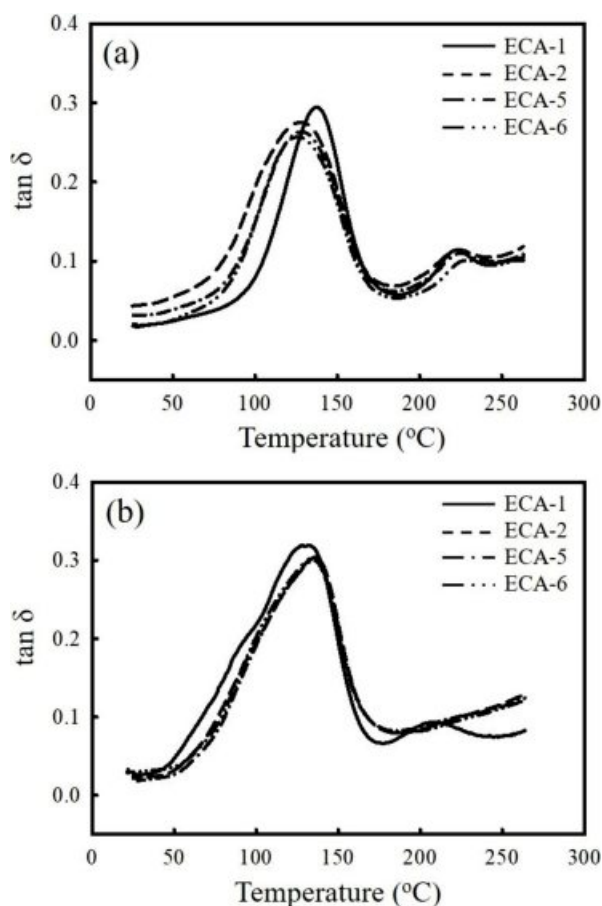 (a)
ECA-1
ECA-2
ECA-5
ECA-6
0.4
0.3
0.2
0.1
0.0
tan δ
0 50 100 150 200 250 300
Temperature (°C)
(b)
ECA-1
ECA-2
ECA-5
ECA-6
0.4
0.3
0.2
0.1
0.0
tan δ
0 50 100 150 200 250 300
Temperature (°C)